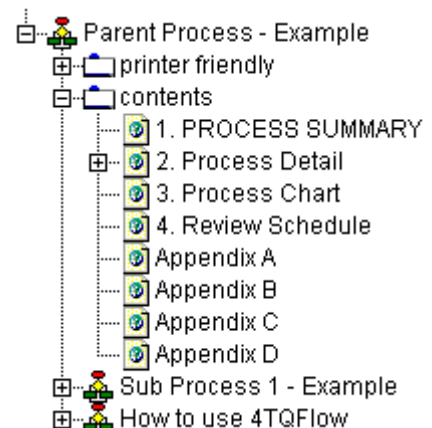 Parent Process - Example
printer friendly
contents
1. PROCESS SUMMARY
2. Process Detail
3. Process Chart
4. Review Schedule
Appendix A
Appendix B
Appendix C
Appendix D
Sub Process 1 - Example
How to use 4TQFlow